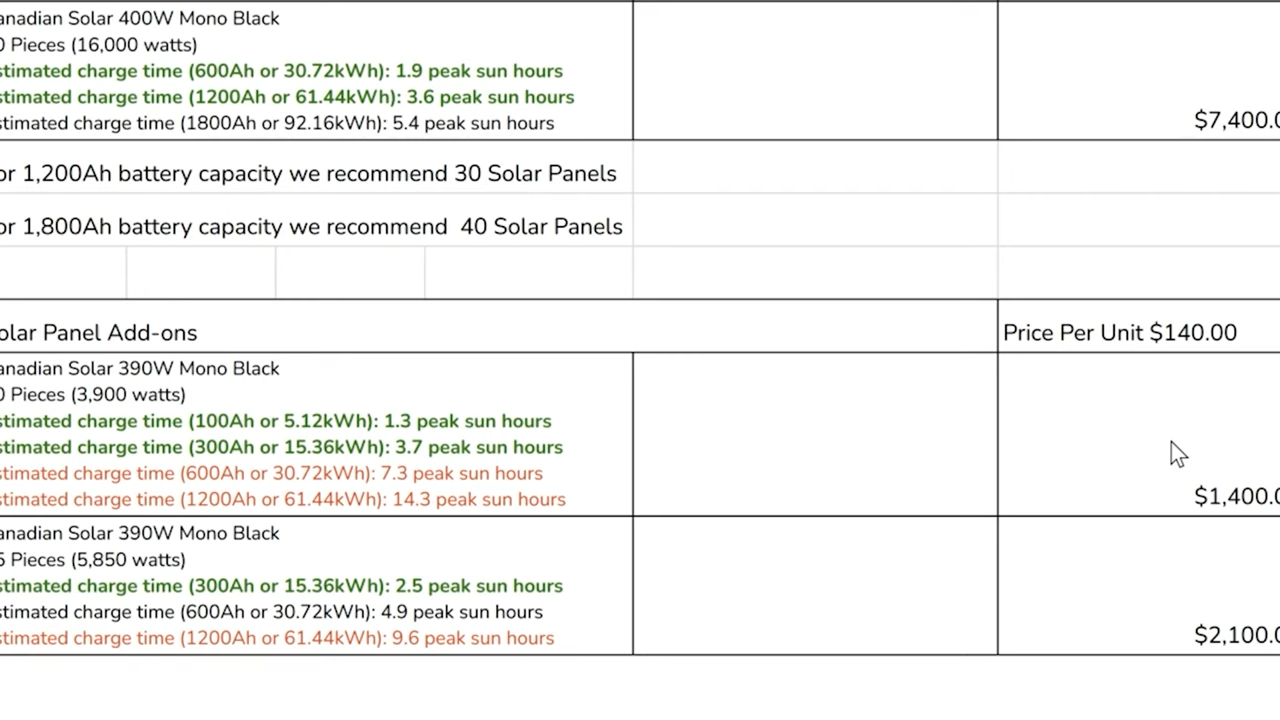 anadian Solar 400W Mono Black
0 Pieces (16,000 watts)
stimated charge time (600Ah or 30.72kWh): 1.9 peak sun hours
stimated charge time (1200Ah or 61.44kWh): 3.6 peak sun hours
stimated charge time (1800Ah or 92.16kWh): 5.4 peak sun hours
$7,400.0
or 1,200Ah battery capacity we recommend 30 Solar Panels
or 1,800Ah battery capacity we recommend  40 Solar Panels
olar Panel Add-ons
Price Per Unit $140.00
anadian Solar 390W Mono Black
0 Pieces (3,900 watts)
stimated charge time (100Ah or 5.12kWh): 1.3 peak sun hours
stimated charge time (300Ah or 15.36kWh): 3.7 peak sun hours
stimated charge time (600Ah or 30.72kWh): 7.3 peak sun hours
stimated charge time (1200Ah or 61.44kWh): 14.3 peak sun hours
$1,400.0
anadian Solar 390W Mono Black
5 Pieces (5,850 watts)
stimated charge time (300Ah or 15.36kWh): 2.5 peak sun hours
stimated charge time (600Ah or 30.72kWh): 4.9 peak sun hours
stimated charge time (1200Ah or 61.44kWh): 9.6 peak sun hours
$2,100.0